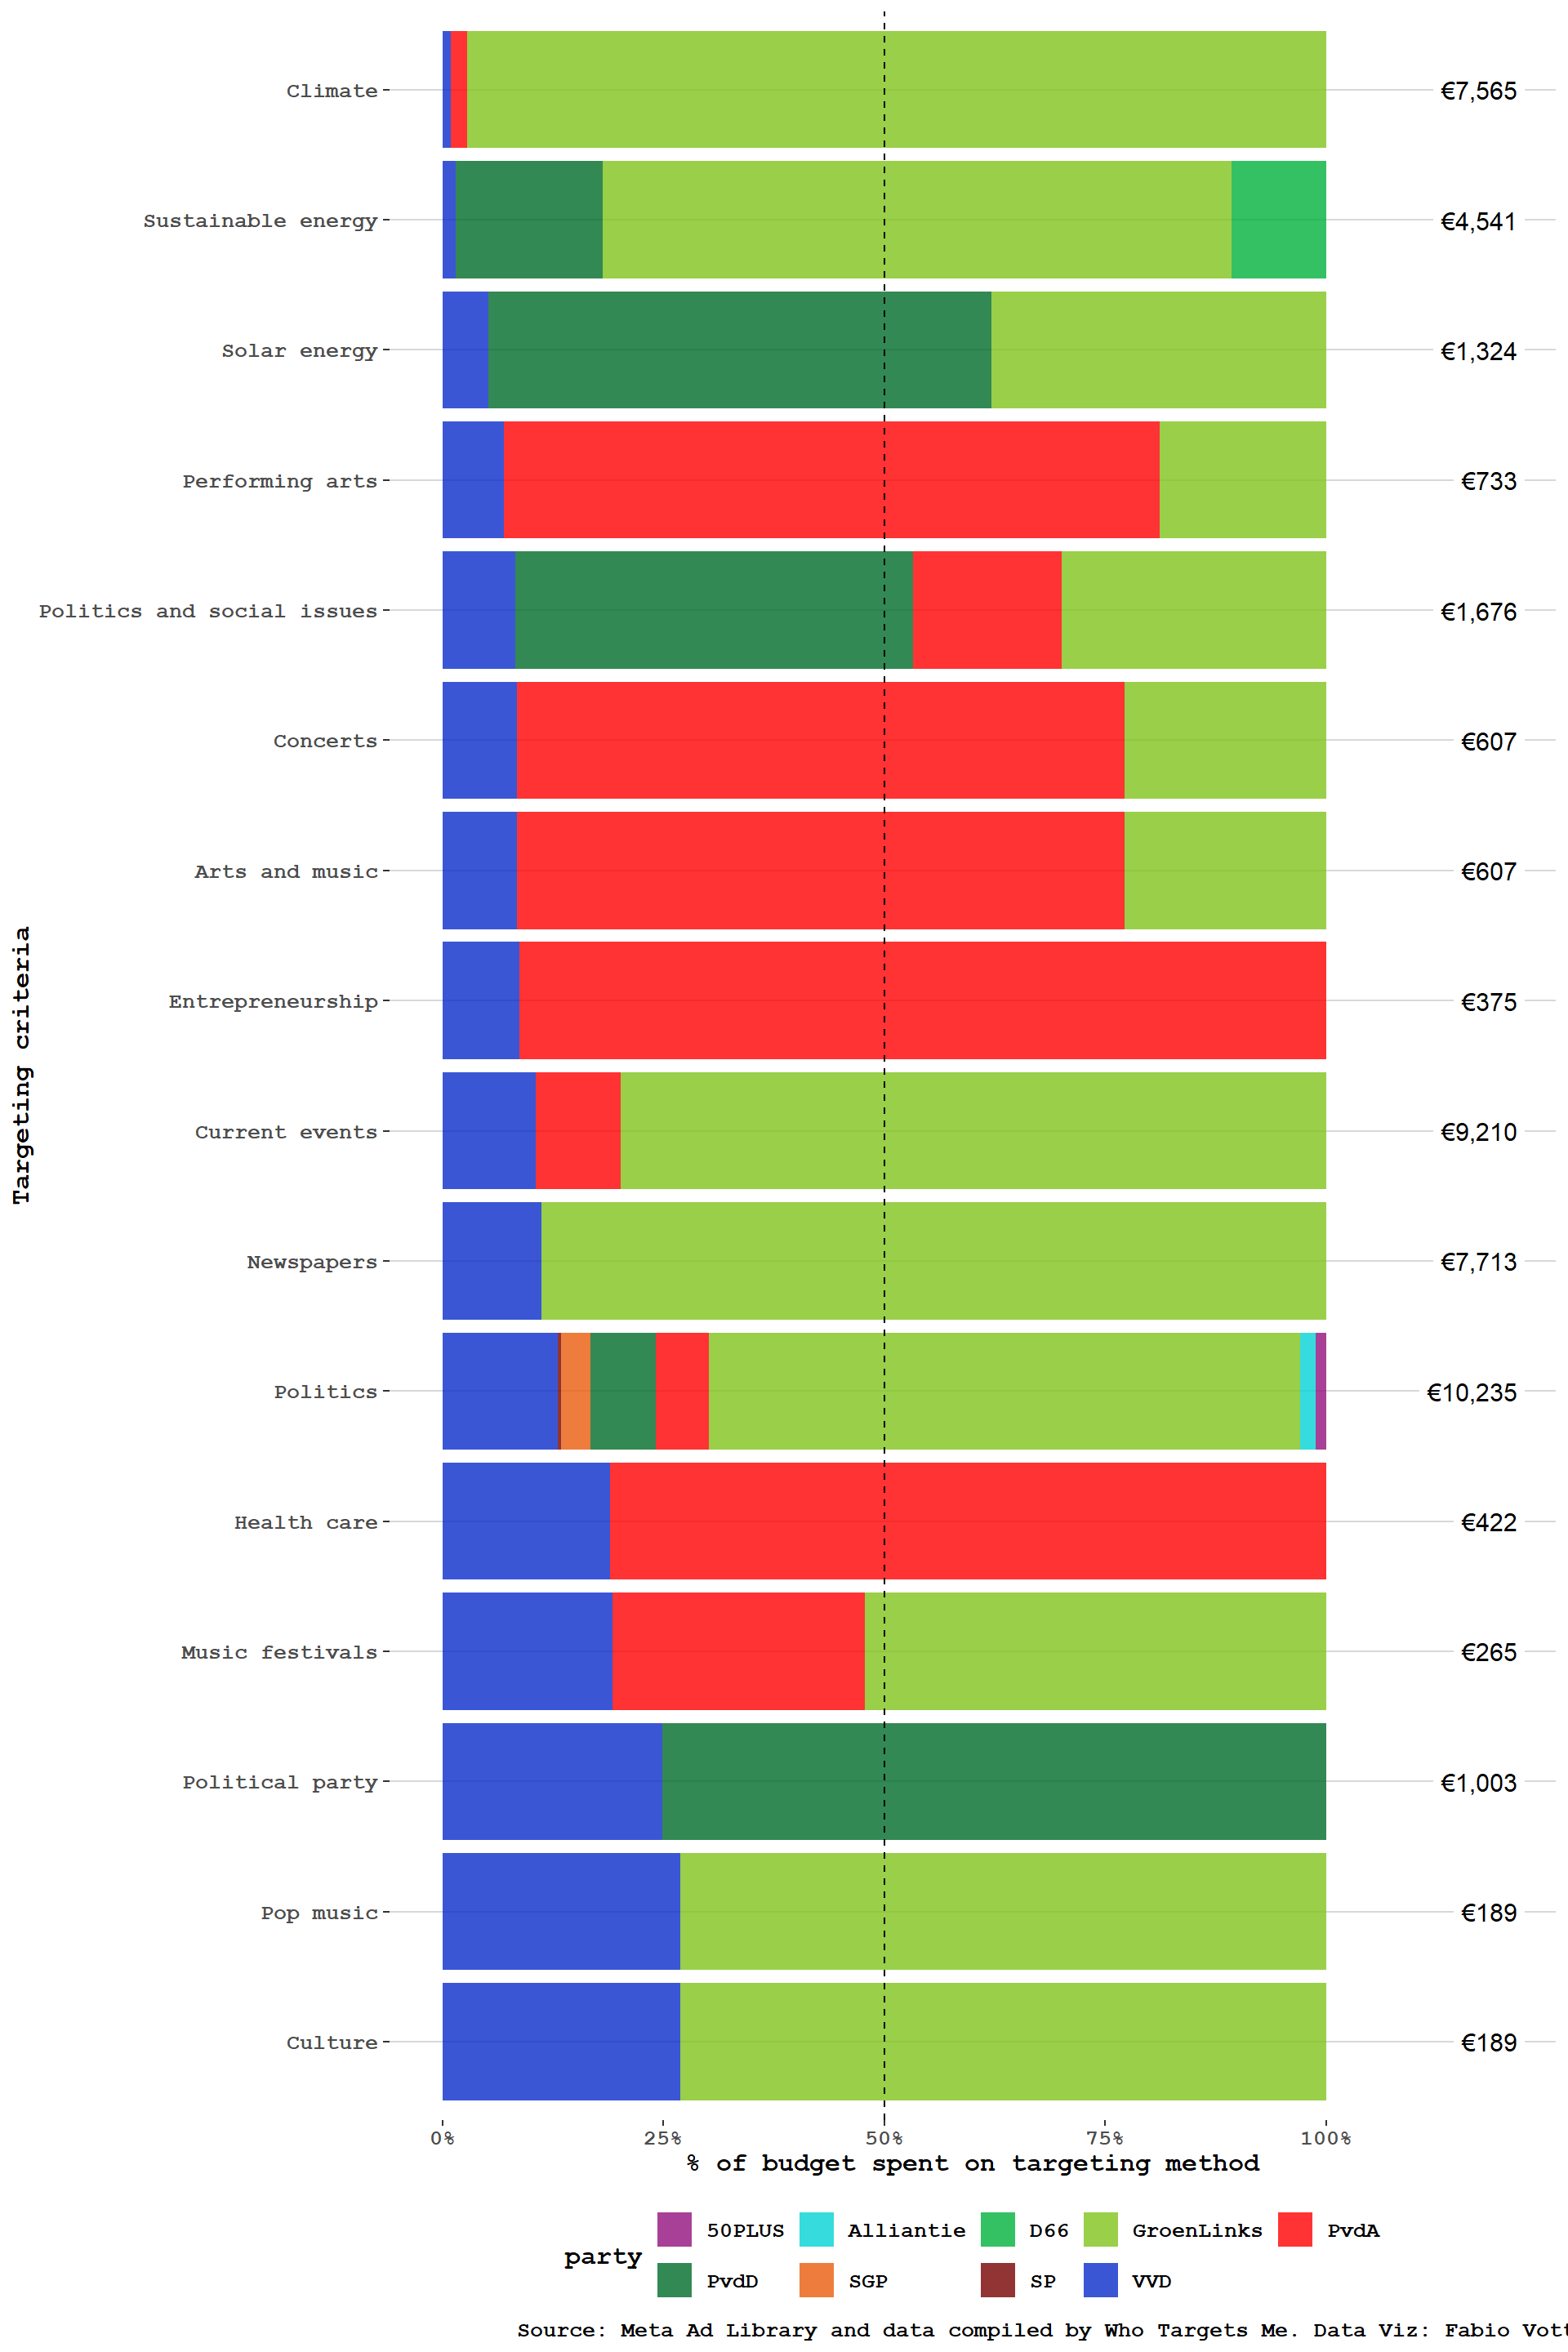 Climate €7,565
Sustainable energy €4,541
Solar energy €1,324
Performing arts €733
Politics and social issues €1,676
Concerts €607
Arts and music €607
Entrepreneurship €375
Targeting criteria
Current events €9,210
Newspapers €7,713
Politics €10,235
Health care €422
Music festivals €265
Political party €1,003
Pop music €189
Culture €189
0% 25% 50% 75% 100%
% of budget spent on targeting method
party
50PLUS Alliantie D66 GroenLinks PvdA
PvdD SGP SP VVD
Source: Meta Ad Library and data compiled by Who Targets Me. Data Viz: Fabio Vott